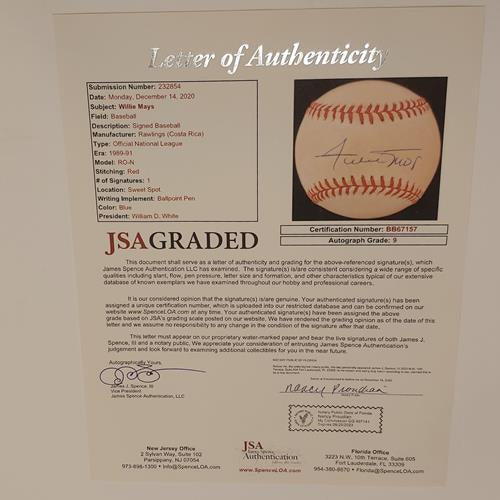 Letter of Authenticity
Submission Number: 232854
Date: Monday, December 14, 2020
Subject: Willie Mays
Field: Baseball
Description: Signed Baseball
Manufacturer: Rawlings (Costa Rica)
Type: Official National League
Era: 1989-91
Model: RO-N
Stitching: Red
# of Signatures: 1
Location: Sweet Spot
Writing Implement: Ballpoint Pen
Color: Blue
President: William D. White
Willie Mays
Certification Number: BB67157
Autograph Grade: 9
JSAGRADED
This document shall serve as a letter of authenticity and grading for the above-referenced signature(s), which
James Spence Authentication LLC has examined. The signature(s) is/are consistent considering a wide range of specific
qualities including slant, flow, pen pressure, letter size and formation, and other characteristics typical of our extensive
database of known exemplars we have examined throughout our hobby and professional careers.
It is our considered opinion that the signature(s) is/are genuine. Your authenticated signature(s) has been
assigned a unique certification number, which is uploaded into our restricted database and can be confirmed on our
website www.SpenceLOA.com at any time. Your authenticated signature(s) have been assigned the above
grade based on JSA's grading scale posted on our website. We have rendered the grading opinion as of the date of this
letter and we assume no responsibility to any change in the condition of the signature after that date.
This letter must appear on our proprietary water-marked paper and bear the live signatures of both James J.
Spence, III and a notary public. We appreciate your consideration of entrusting James Spence Authentication's
judgement and look forward to examining additional collectibles for you in the near future.
Autographically Yours,
James J. Spence, III
Vice President
James Spence Authentication, LLC
Notary Public State of Florida
Nancy Proudian
My Commission GG
Expires
New Jersey Office
2 Sylvan Way, Suite 102
Parsippany, NJ 07054
973-898-1300 • Info@SpenceLOA.com
JSA
James Spence
Authentication
www.SpenceLOA.com
Florida Office
3223 N.W. 10th Terrace, Suite 605
Fort Lauderdale, FL 33309
954-380-8670 • Florida@SpenceLOA.com